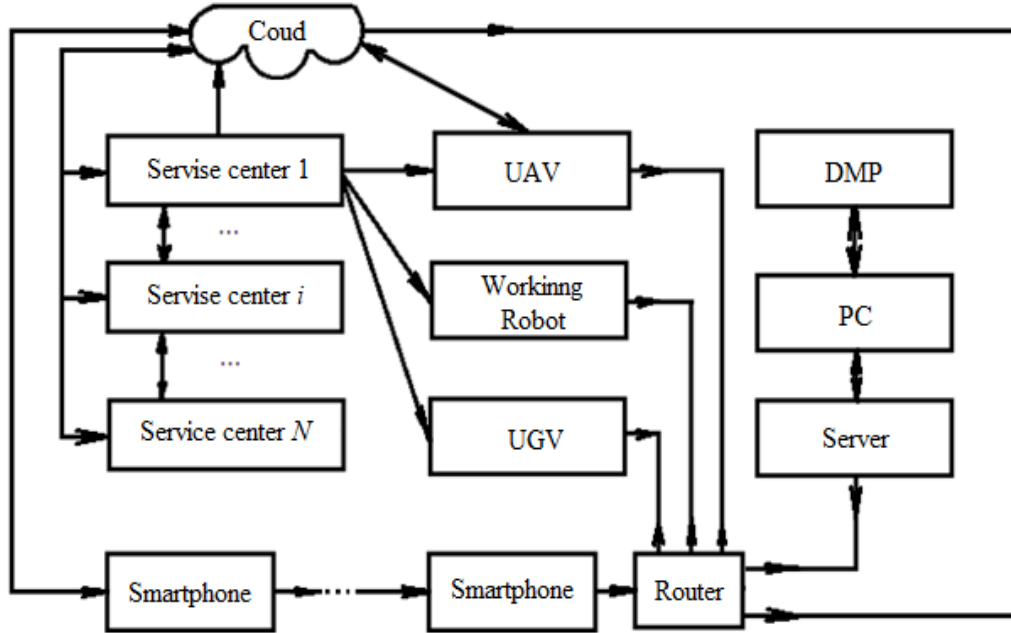 Coud
Servise center 1
UAV
DMP
...
Servise center i
Workinng
Robot
PC
...
Service center N
UGV
Server
Smartphone
...
Smartphone
Router